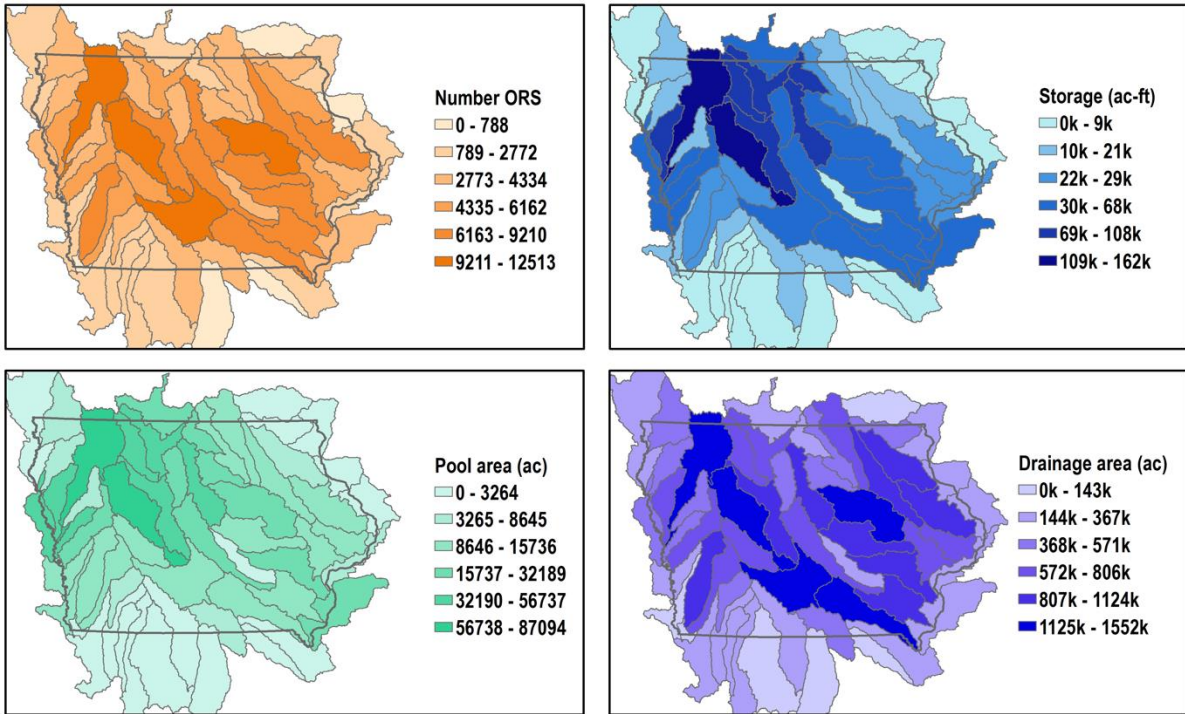 Number ORS
0 - 788
789 - 2772
2773 - 4334
4335 - 6162
6163 - 9210
9211 - 12513
Storage (ac-ft)
0k - 9k
10k - 21k
22k - 29k
30k - 68k
69k - 108k
109k - 162k
Pool area (ac)
0 - 3264
3265 - 8645
8646 - 15736
15737 - 32189
32190 - 56737
56738 - 87094
Drainage area (ac)
0k - 143k
144k - 367k
368k - 571k
572k - 806k
807k - 1124k
1125k - 1552k